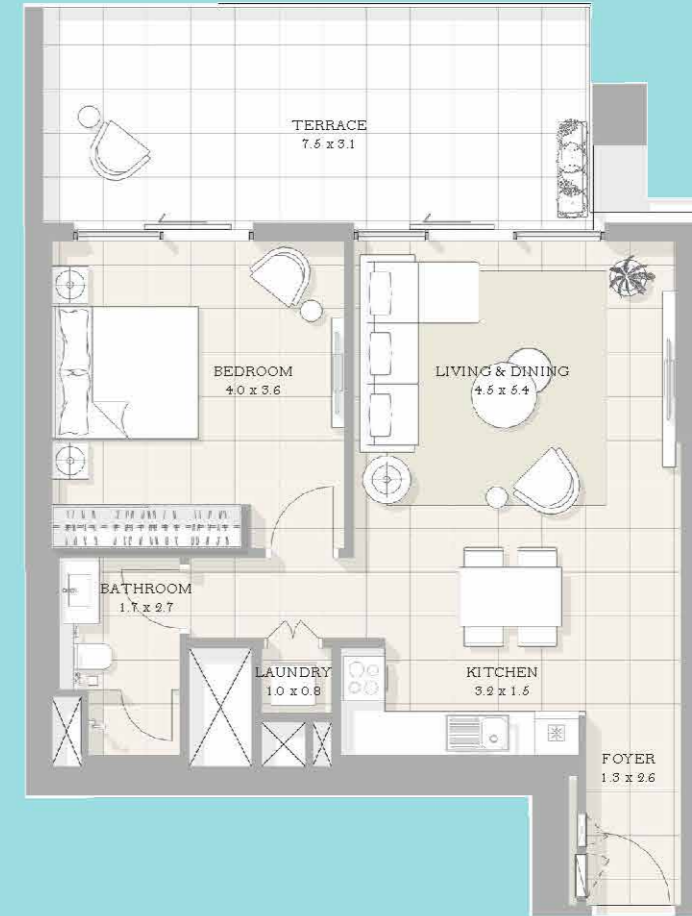 TERRACE
7.5 x 3.1
BEDROOM
4.0 x 3.6
LIVING & DINING
4.5 x 5.4
BATHROOM
1.7 x 2.7
LAUNDRY
1.0 x 0.8
KITCHEN
3.2 x 1.5
FOYER
1.3 x 2.6